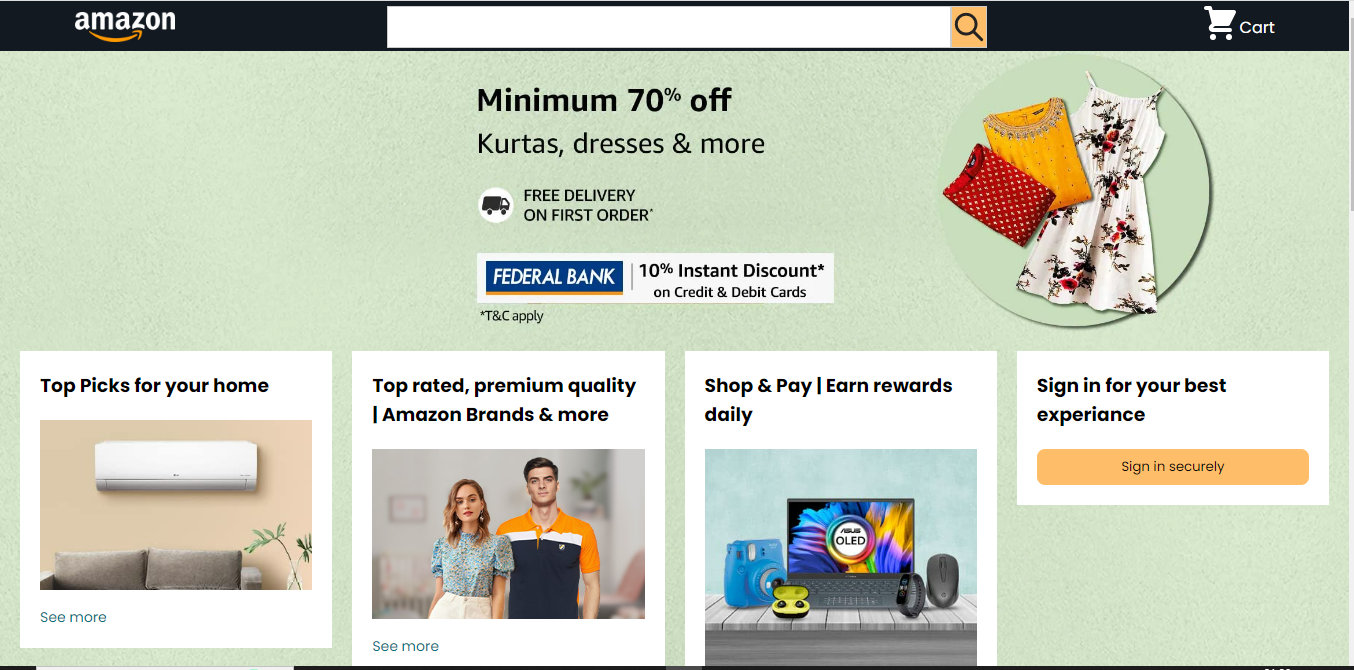 amazon
Cart
Minimum 70% off
Kurtas, dresses & more
FREE DELIVERY
ON FIRST ORDER*
FEDERAL BANK
10% Instant Discount*
on Credit & Debit Cards
*T&C apply
Top Picks for your home
See more
Top rated, premium quality
| Amazon Brands & more
See more
Shop & Pay | Earn rewards
daily
ASUS
OLED
Sign in for your best
experiance
Sign in securely